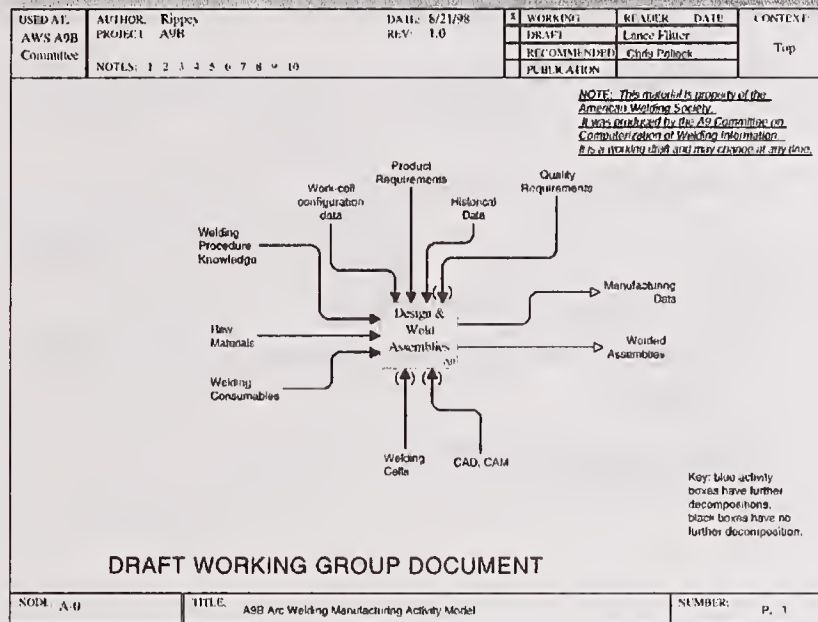 USED AT:
AWS A9B
Committee
AUTHOR: Rippey
PROJECT A9B
DATE: 8/21/98
REV: 1.0
NOTES: 1 2 3 4 5 6 7 8 9 10
X WORKING
DRAFT
RECOMMENDED
PUBLICATION
READER DATE
Lance Flitter
Chris Pollock
CONTEXT:
Top
NOTE: This material is property of the
American Welding Society.
It was produced by the A9 Committee on
Computerization of Welding Information.
It is a working draft and may change at any time.
Product
Requirements
Quality
Requirements
Work-cell
configuration
data
Historical
Data
Welding
Procedure
Knowledge
Manufacturing
Data
Design &
Weld
Assemblies
A0
Raw
Materials
Welded
Assemblies
Welding
Consumables
Welding
Cells
CAD, CAM
Key: blue activity
boxes have further
decompositions,
black boxes have no
further decomposition.
DRAFT WORKING GROUP DOCUMENT
NODE: A-0
TITLE: A9B Arc Welding Manufacturing Activity Model
NUMBER: P. 1